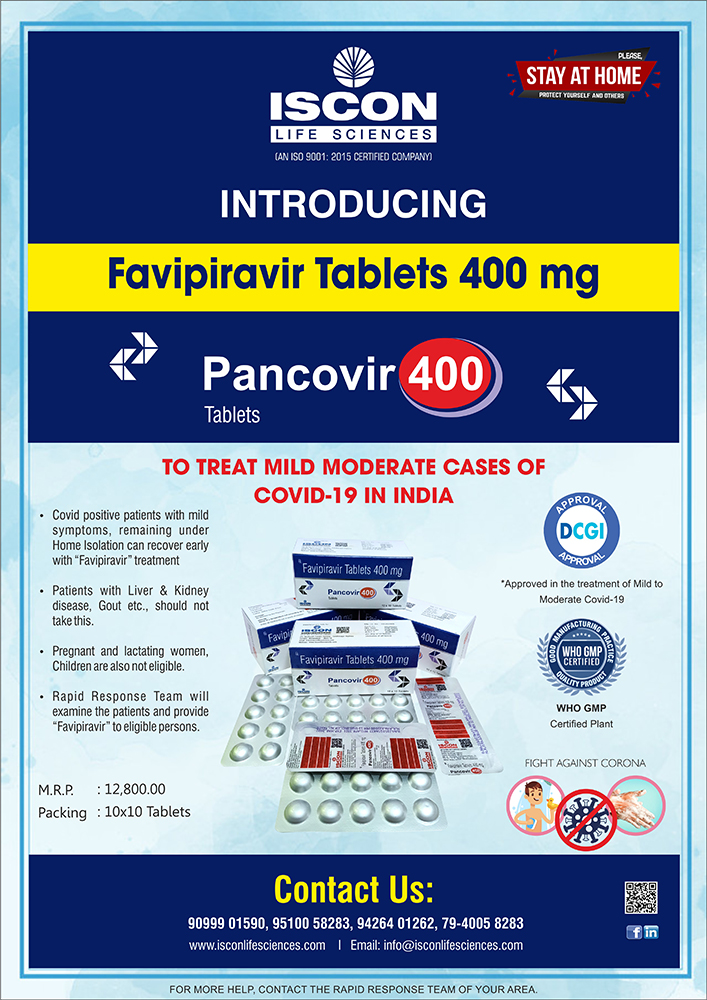 PLEASE,
STAY AT HOME
PROTECT YOURSELF AND OTHERS
ISCON
LIFE SCIENCES
(AN ISO 9001: 2015 CERTIFIED COMPANY)
INTRODUCING
Favipiravir Tablets 400 mg
Pancovir 400
Tablets
TO TREAT MILD MODERATE CASES OF
COVID-19 IN INDIA
• Covid positive patients with mild
symptoms, remaining under
Home Isolation can recover early
with “Favipiravir” treatment
• Patients with Liver & Kidney
disease, Gout etc., should not
take this.
• Pregnant and lactating women,
Children are also not eligible.
• Rapid Response Team will
examine the patients and provide
“Favipiravir” to eligible persons.
M.R.P. : 12,800.00
Packing : 10x10 Tablets
Favipiravir Tablets 400 mg
Pancovir 400
Favipiravir Tablets 400 mg
Pancovir 400
ISCON
ISCON
Pancovir
APPROVAL
DCGI
APPROVAL
*Approved in the treatment of Mild to
Moderate Covid-19
GOOD MANUFACTURING PRACTICE
WHO GMP
CERTIFIED
QUALITY PRODUCT
WHO GMP
Certified Plant
FIGHT AGAINST CORONA
Contact Us:
90999 01590, 95100 58283, 94264 01262, 79-4005 8283
www.isconlifesciences.com | Email: info@isconlifesciences.com
f in
FOR MORE HELP, CONTACT THE RAPID RESPONSE TEAM OF YOUR AREA.